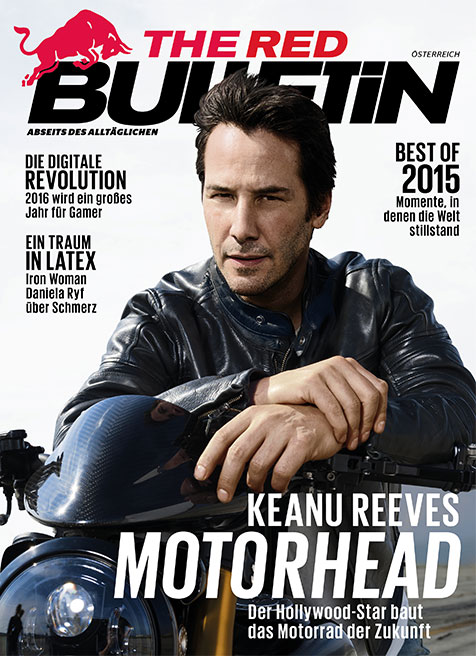 THE RED
BULLETiN
ÖSTERREICH
ABSEITS DES ALLTÄGLICHEN
DIE DIGITALE
REVOLUTION
2016 wird ein großes
Jahr für Gamer
EIN TRAUM
IN LATEX
Iron Woman
Daniela Ryf
über Schmerz
BEST OF
2015
Momente, in
denen die Welt
stillstand
KEANU REEVES
MOTORHEAD
Der Hollywood-Star baut
das Motorrad der Zukunft